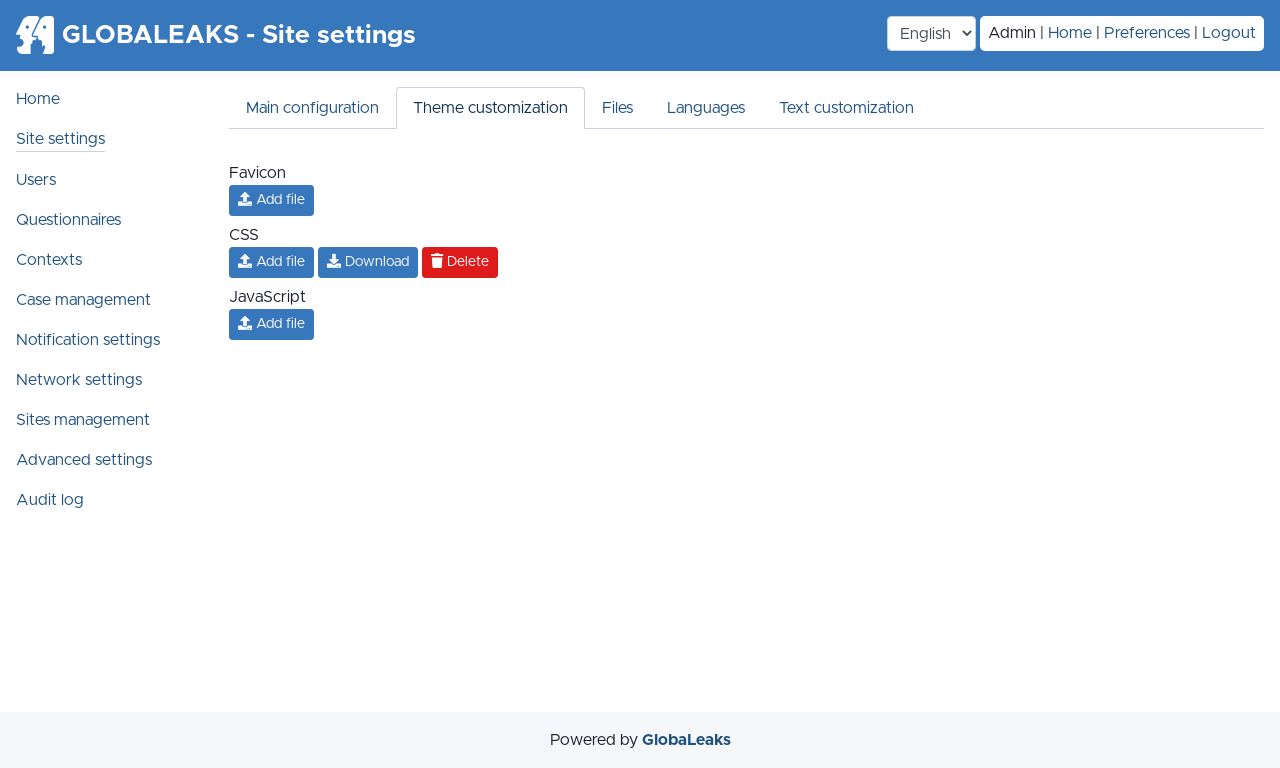 GLOBALEAKS - Site settings
English
Admin | Home | Preferences | Logout
Home
Site settings
Users
Questionnaires
Contexts
Case management
Notification settings
Network settings
Sites management
Advanced settings
Audit log
Main configuration
Theme customization
Files
Languages
Text customization
Favicon
Add file
CSS
Add file
Download
Delete
JavaScript
Add file
Powered by GlobaLeaks